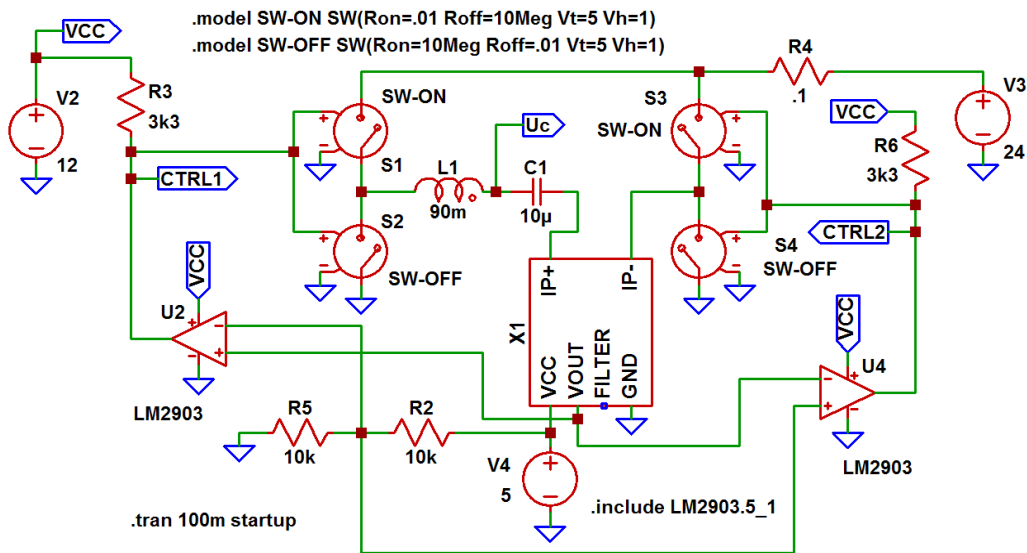 .model SW-ON SW(Ron=.01 Roff=10Meg Vt=5 Vh=1)
.model SW-OFF SW(Ron=10Meg Roff=.01 Vt=5 Vh=1)
VCC
V2
12
R3
3k3
CTRL1
SW-ON
S1
S2
SW-OFF
L1
90m
Uc
C1
10µ
S3
SW-ON
R4
.1
V3
24
VCC
R6
3k3
CTRL2
S4
SW-OFF
VCC
U2
LM2903
IP+
IP-
X1
VCC
VOUT
FILTER
GND
VCC
U4
LM2903
R5
10k
R2
10k
V4
5
.include LM2903.5_1
.tran 100m startup